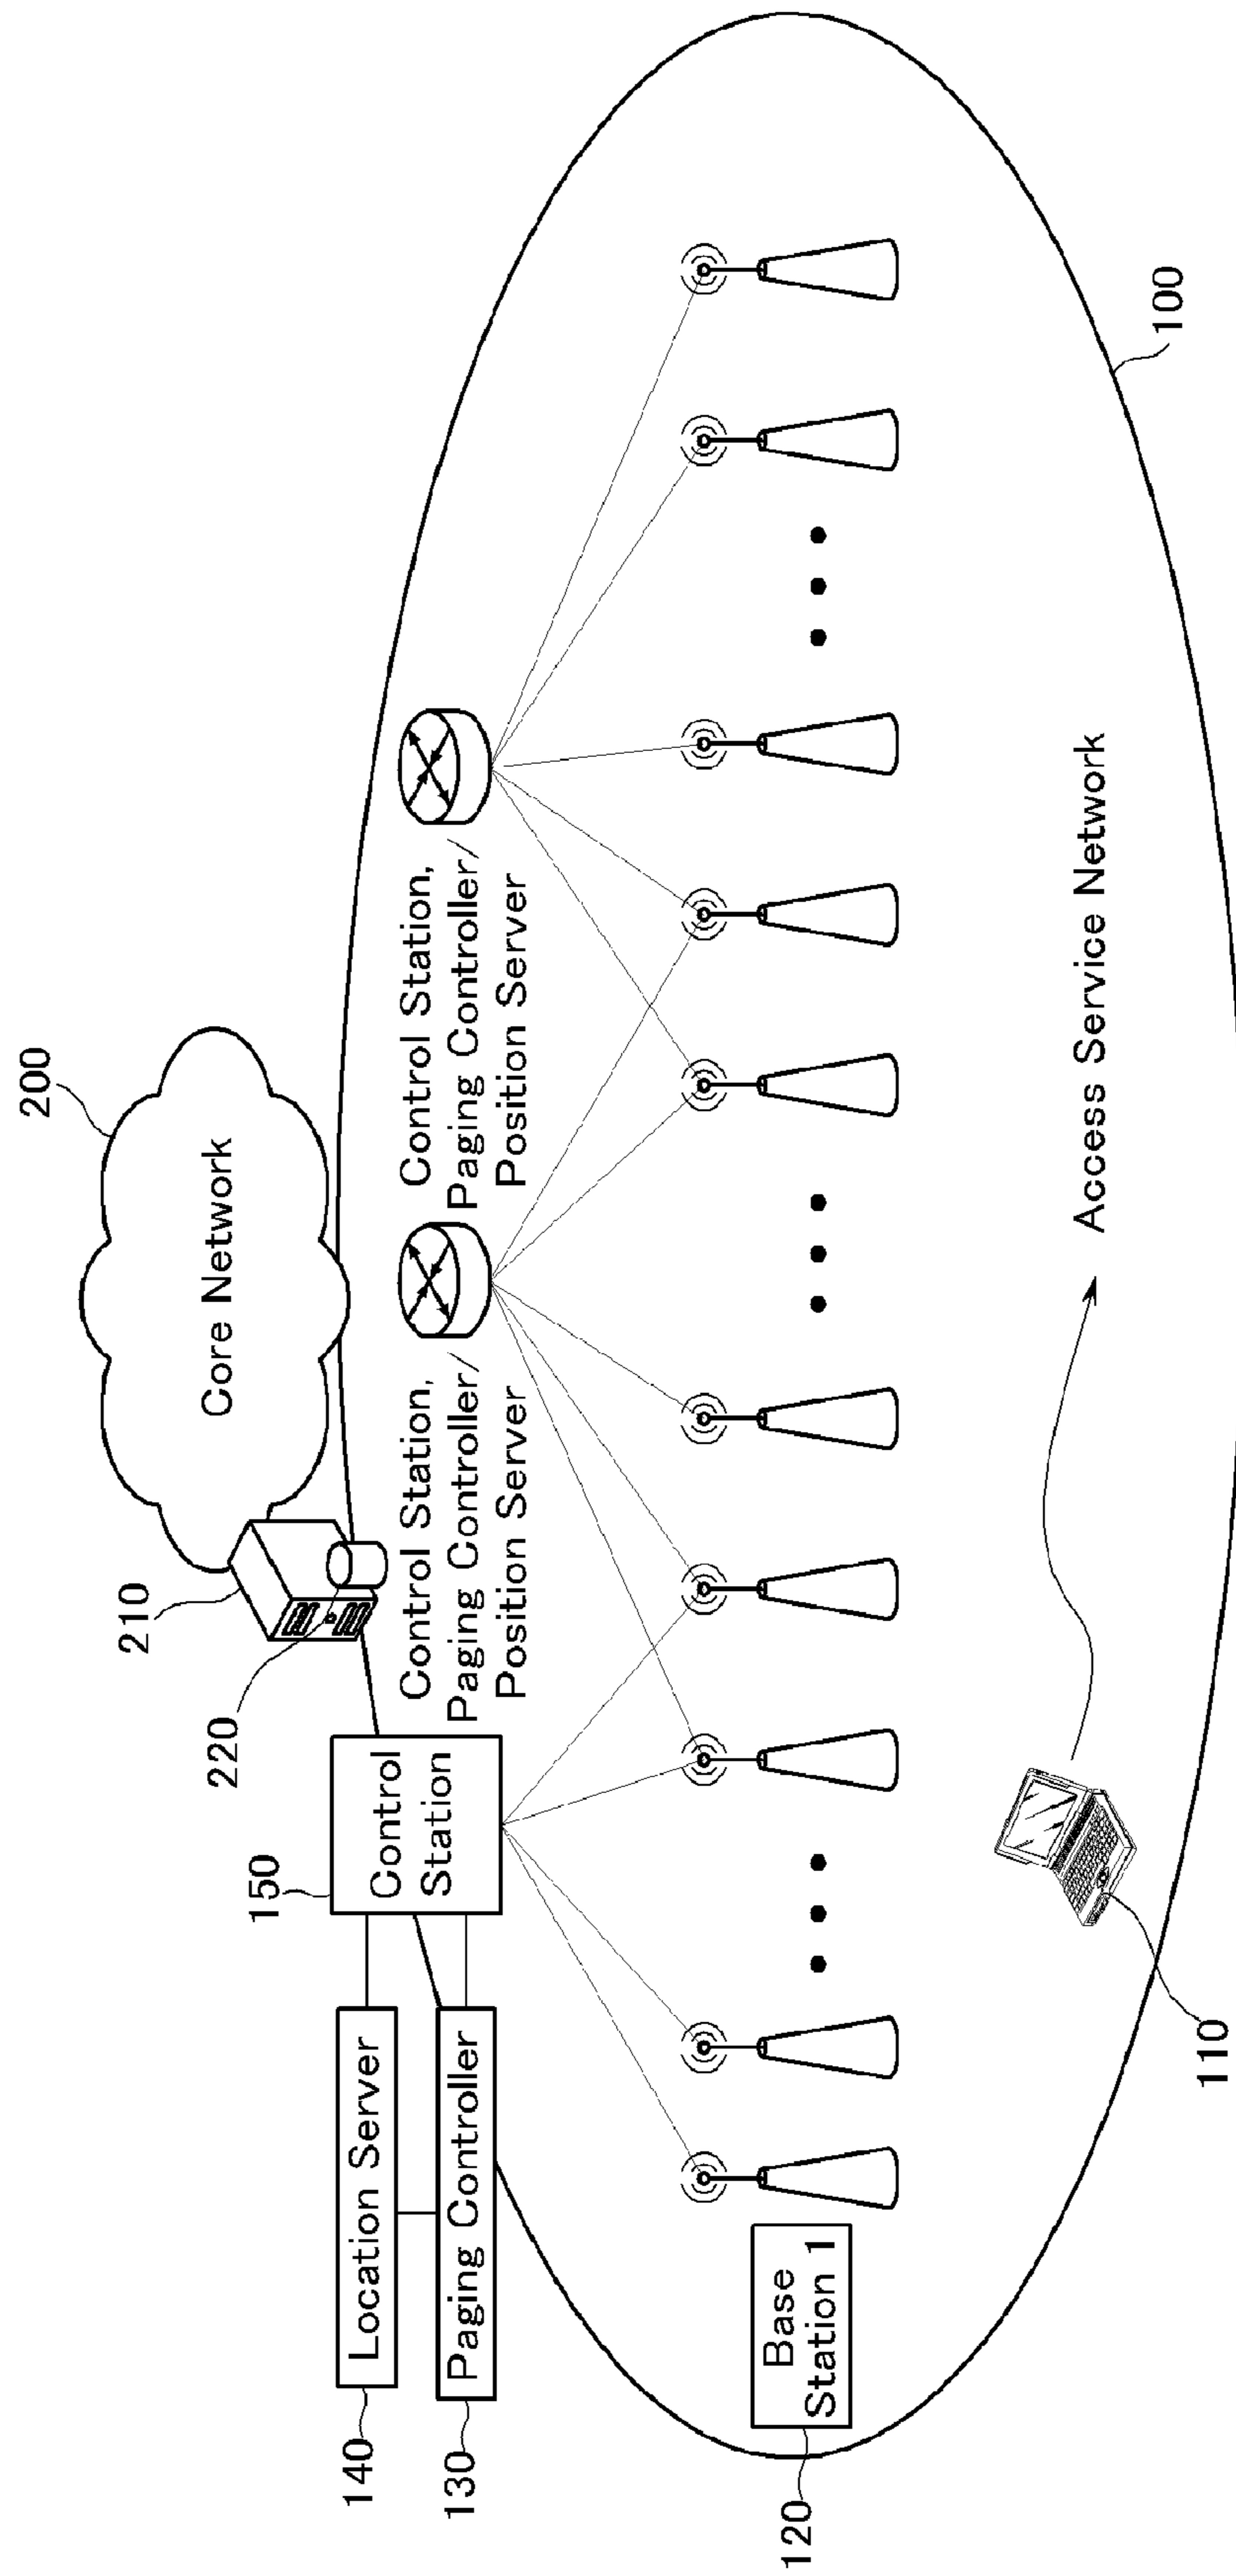 200
Core Network
210
220
150
Control
Station
Control Station,
Paging Controller/
Position Server
Control Station,
Paging Controller/
Position Server
140
Location Server
130
Paging Controller
120
Base
Station 1
110
Access Service Network
100